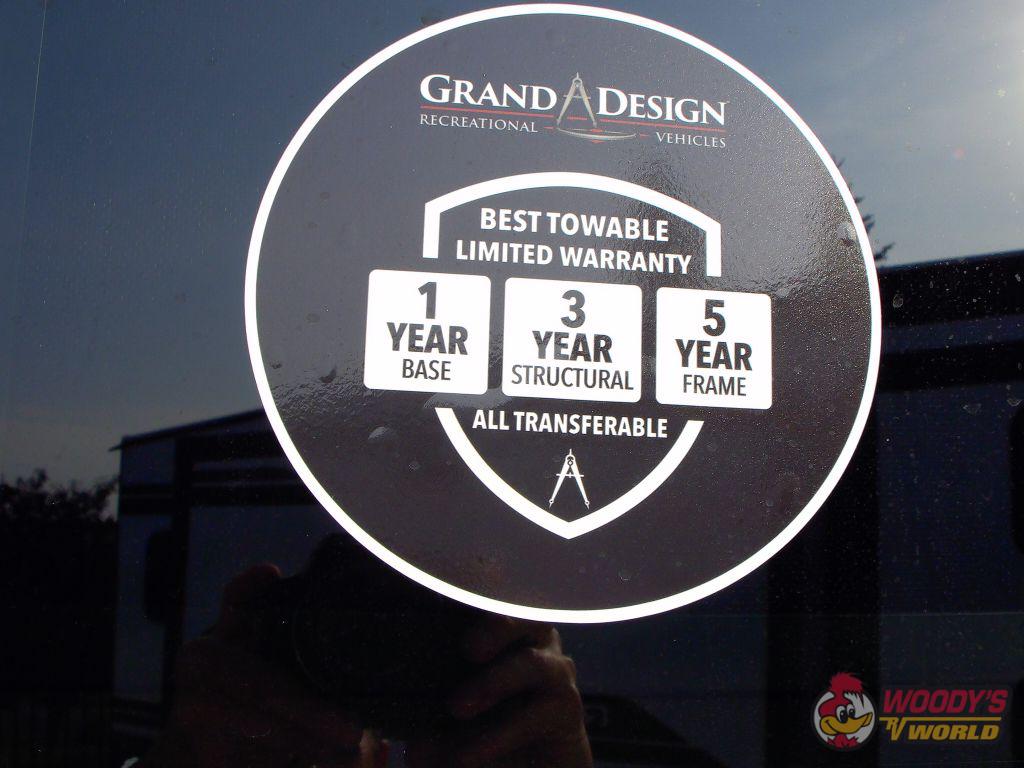 GRAND DESIGN
RECREATIONAL VEHICLES
BEST TOWABLE
LIMITED WARRANTY
1
YEAR
BASE
3
YEAR
STRUCTURAL
5
YEAR
FRAME
ALL TRANSFERABLE
WOODY'S
RV WORLD